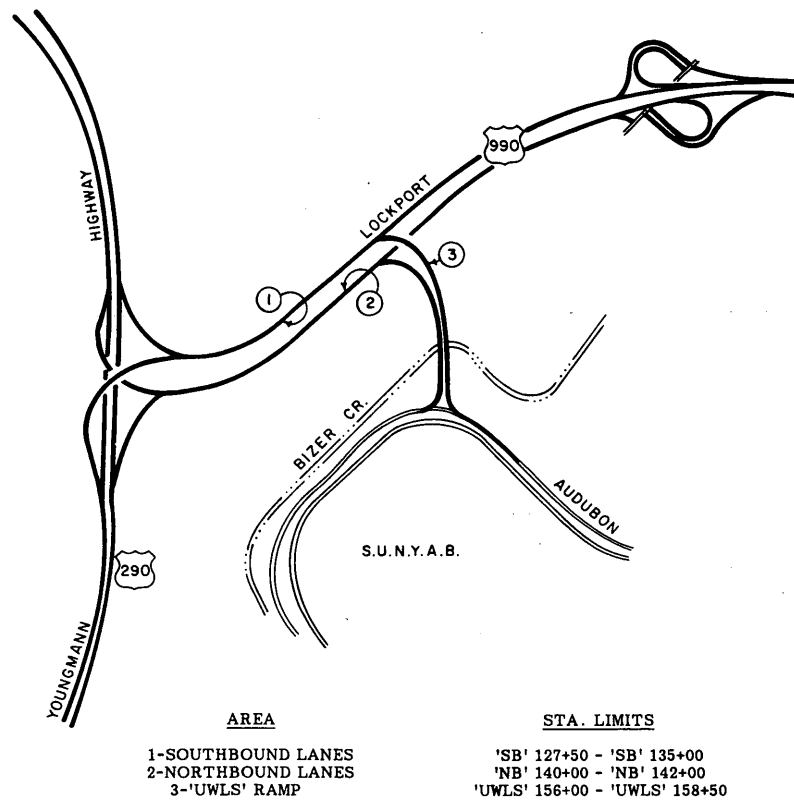 990
LOCKPORT
HIGHWAY
3
1
2
BIZER CR.
AUDUBON
S.U.N.Y.A.B.
290
YOUNGMANN
AREA
STA. LIMITS
1-SOUTHBOUND LANES
'SB' 127+50 - 'SB' 135+00
2-NORTHBOUND LANES
'NB' 140+00 - 'NB' 142+00
3-'UWLS' RAMP
'UWLS' 156+00 - 'UWLS' 158+50